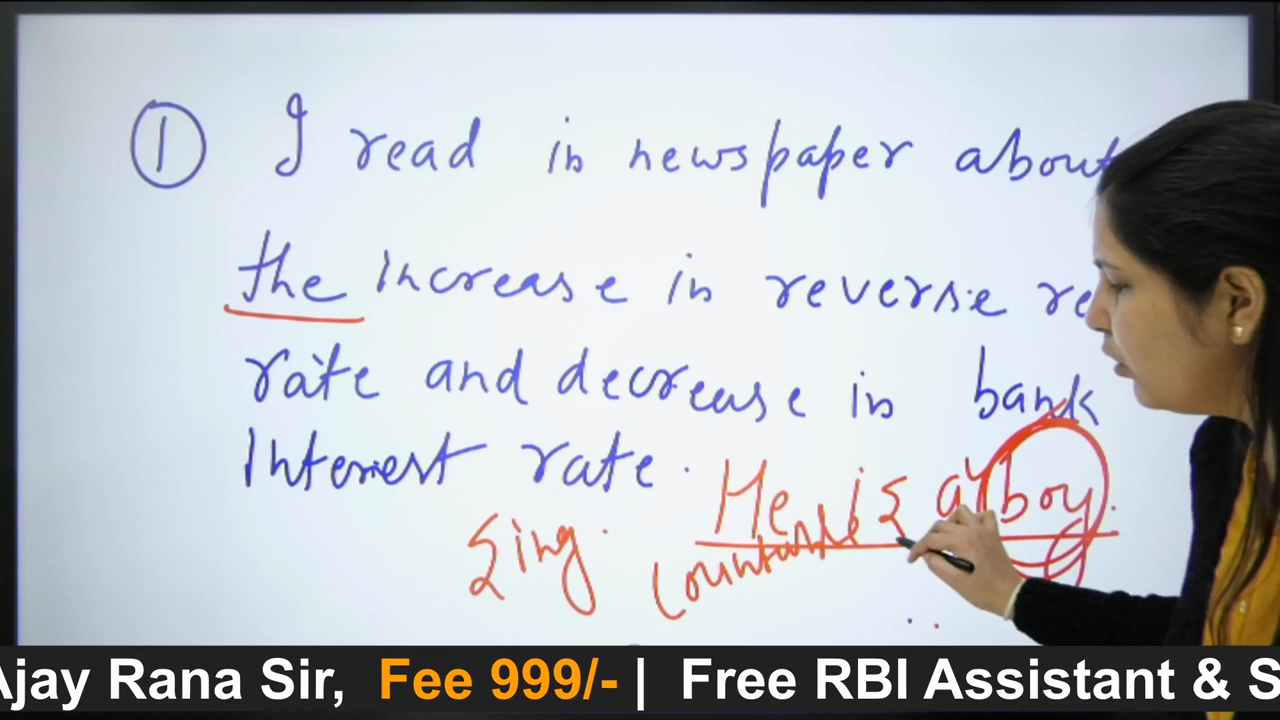 ① I read in newspaper about
the increase in reverse re
rate and decrease in bank
interest rate.
He is a boy.
Sing. Countable
Ajay Rana Sir, Fee 999/- | Free RBI Assistant & S